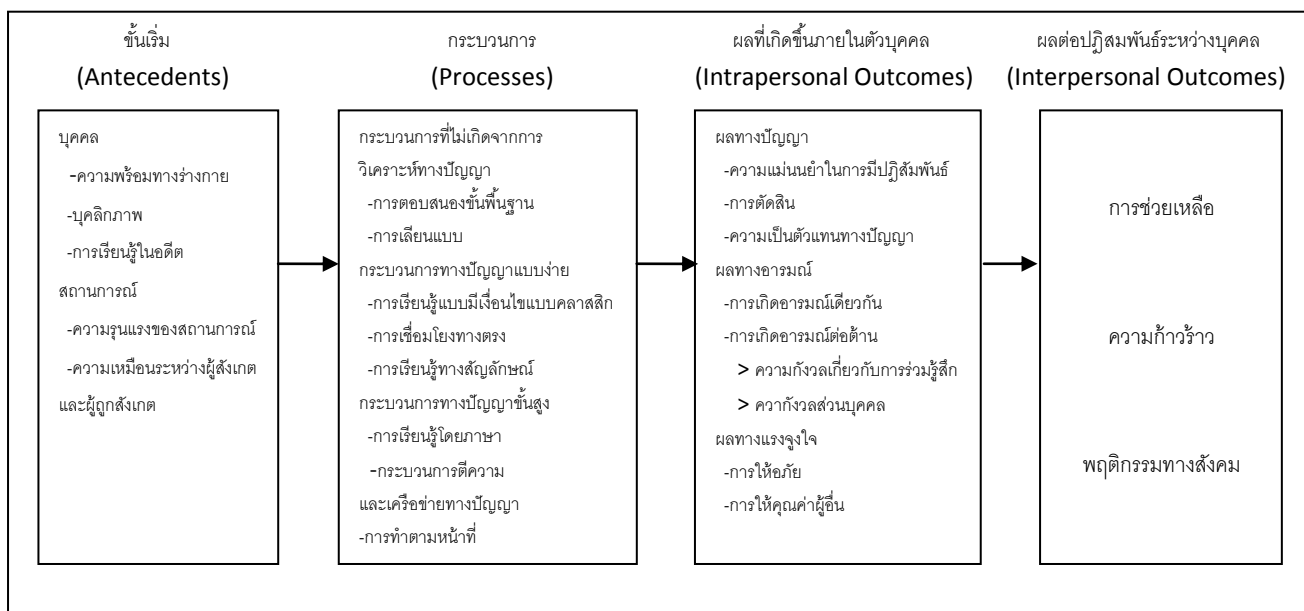 ขั้นเริ่ม
(Antecedents)
บุคคล
-ความพร้อมทางร่างกาย
-บุคลิกภาพ
-การเรียนรู้ในอดีต
สถานการณ์
-ความรุนแรงของสถานการณ์
-ความเหมือนระหว่างผู้สังเกต
และผู้ถูกสังเกต
กระบวนการ
(Processes)
กระบวนการที่ไม่เกิดจากการ
วิเคราะห์ทางปัญญา
-การตอบสนองขั้นพื้นฐาน
-การเลียนแบบ
กระบวนการทางปัญญาแบบง่าย
-การเรียนรู้แบบมีเงื่อนไขแบบคลาสสิก
-การเชื่อมโยงทางตรง
-การเรียนรู้ทางสัญลักษณ์
กระบวนการทางปัญญาขั้นสูง
-การเรียนรู้โดยภาษา
-กระบวนการตีความ
และเครือข่ายทางปัญญา
-การทำตามหน้าที่
ผลที่เกิดขึ้นภายในตัวบุคคล
(Intrapersonal Outcomes)
ผลทางปัญญา
-ความแม่นนยำในการมีปฏิสัมพันธ์
-การตัดสิน
-ความเป็นตัวแทนทางปัญญา
ผลทางอารมณ์
-การเกิดอารมณ์เดียวกัน
-การเกิดอารมณ์ต่อต้าน
> ความกังวลเกี่ยวกับการร่วมรู้สึก
> ควากังวลส่วนบุคคล
ผลทางแรงจูงใจ
-การให้อภัย
-การให้คุณค่าผู้อื่น
ผลต่อปฏิสมพันธ์ระหว่างบุคคล
(Interpersonal Outcomes)
การช่วยเหลือ
ความก้าวร้าว
พฤติกรรมทางสังคม